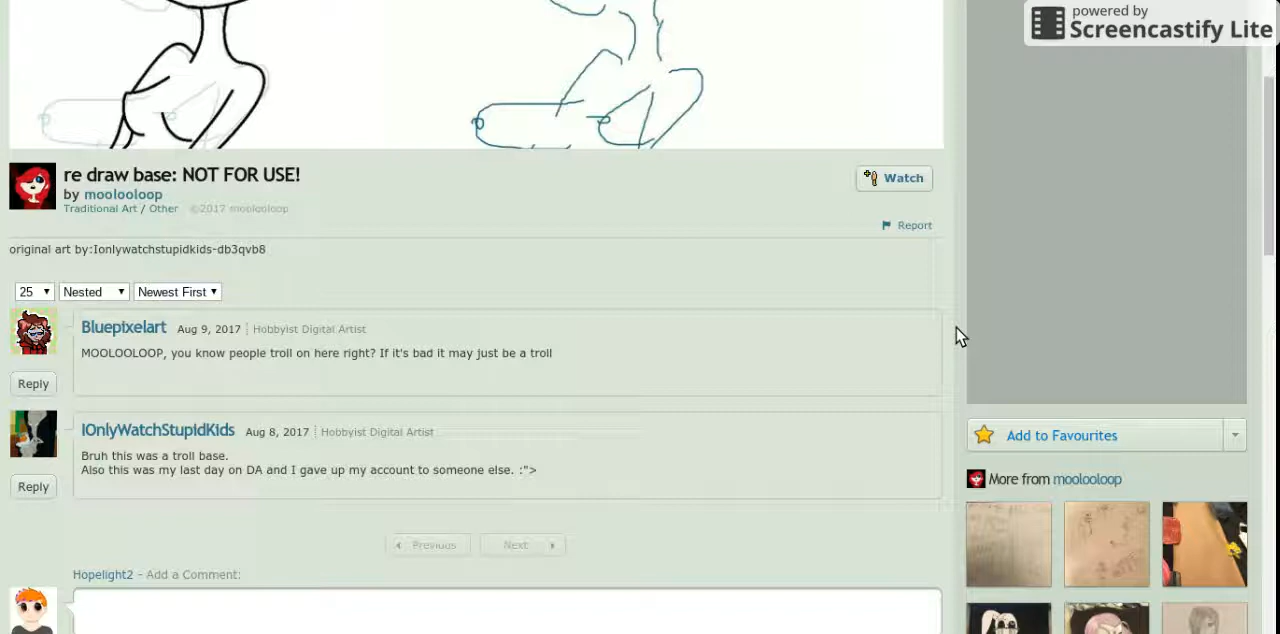 powered by
Screencastify Lite
re draw base: NOT FOR USE!
by moolooloop
Traditional Art / Other ©2017 moolooloop
Watch
Report
original art by:Ionlywatchstupidkids-db3qvb8
25 Nested Newest First
Bluepixelart Aug 9, 2017 Hobbyist Digital Artist
MOOLOOLOOP, you know people troll on here right? If it's bad it may just be a troll
Reply
IOnlyWatchStupidKids Aug 8, 2017 Hobbyist Digital Artist
Bruh this was a troll base.
Also this was my last day on DA and I gave up my account to someone else. :">
Reply
Previous Next
Hopelight2 - Add a Comment:
Add to Favourites
More from moolooloop